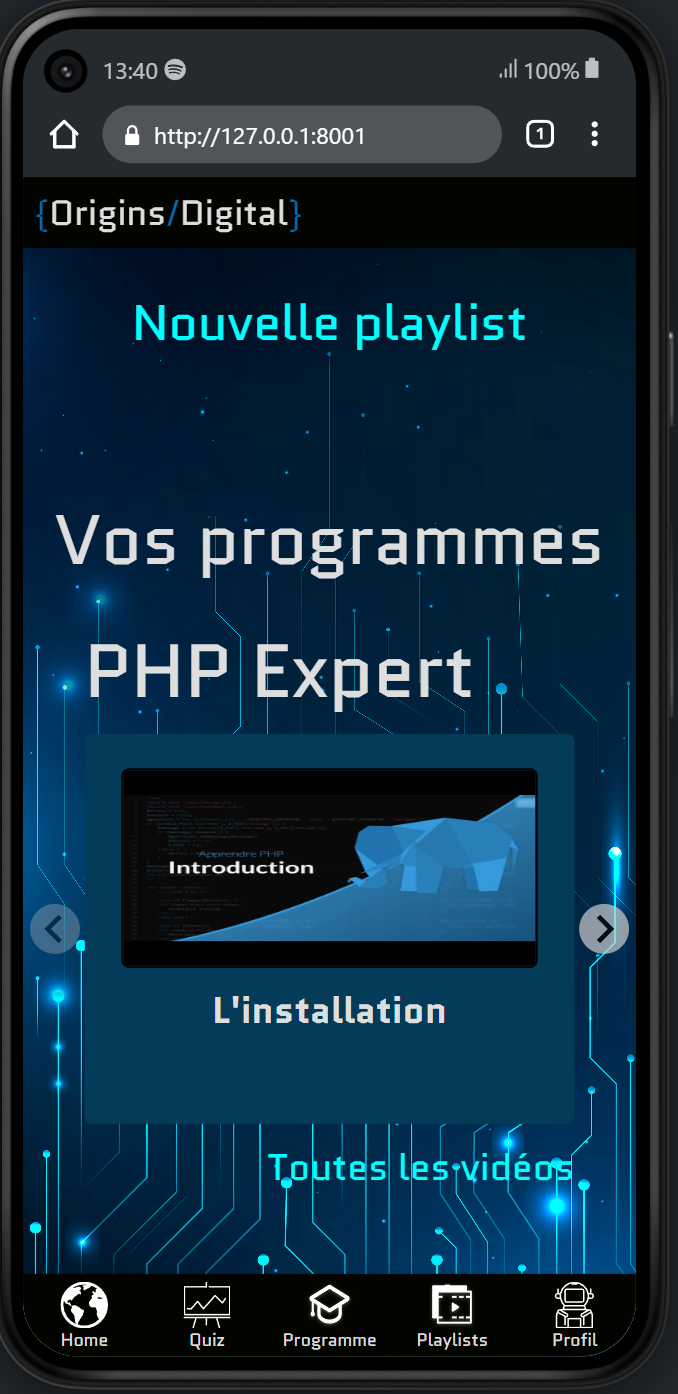 13:40
100%
http://127.0.0.1:8001
1
{Origins/Digital}
Nouvelle playlist
Vos programmes
PHP Expert
Apprendre PHP
Introduction
L'installation
Toutes les vidéos
Home Quiz Programme Playlists Profil